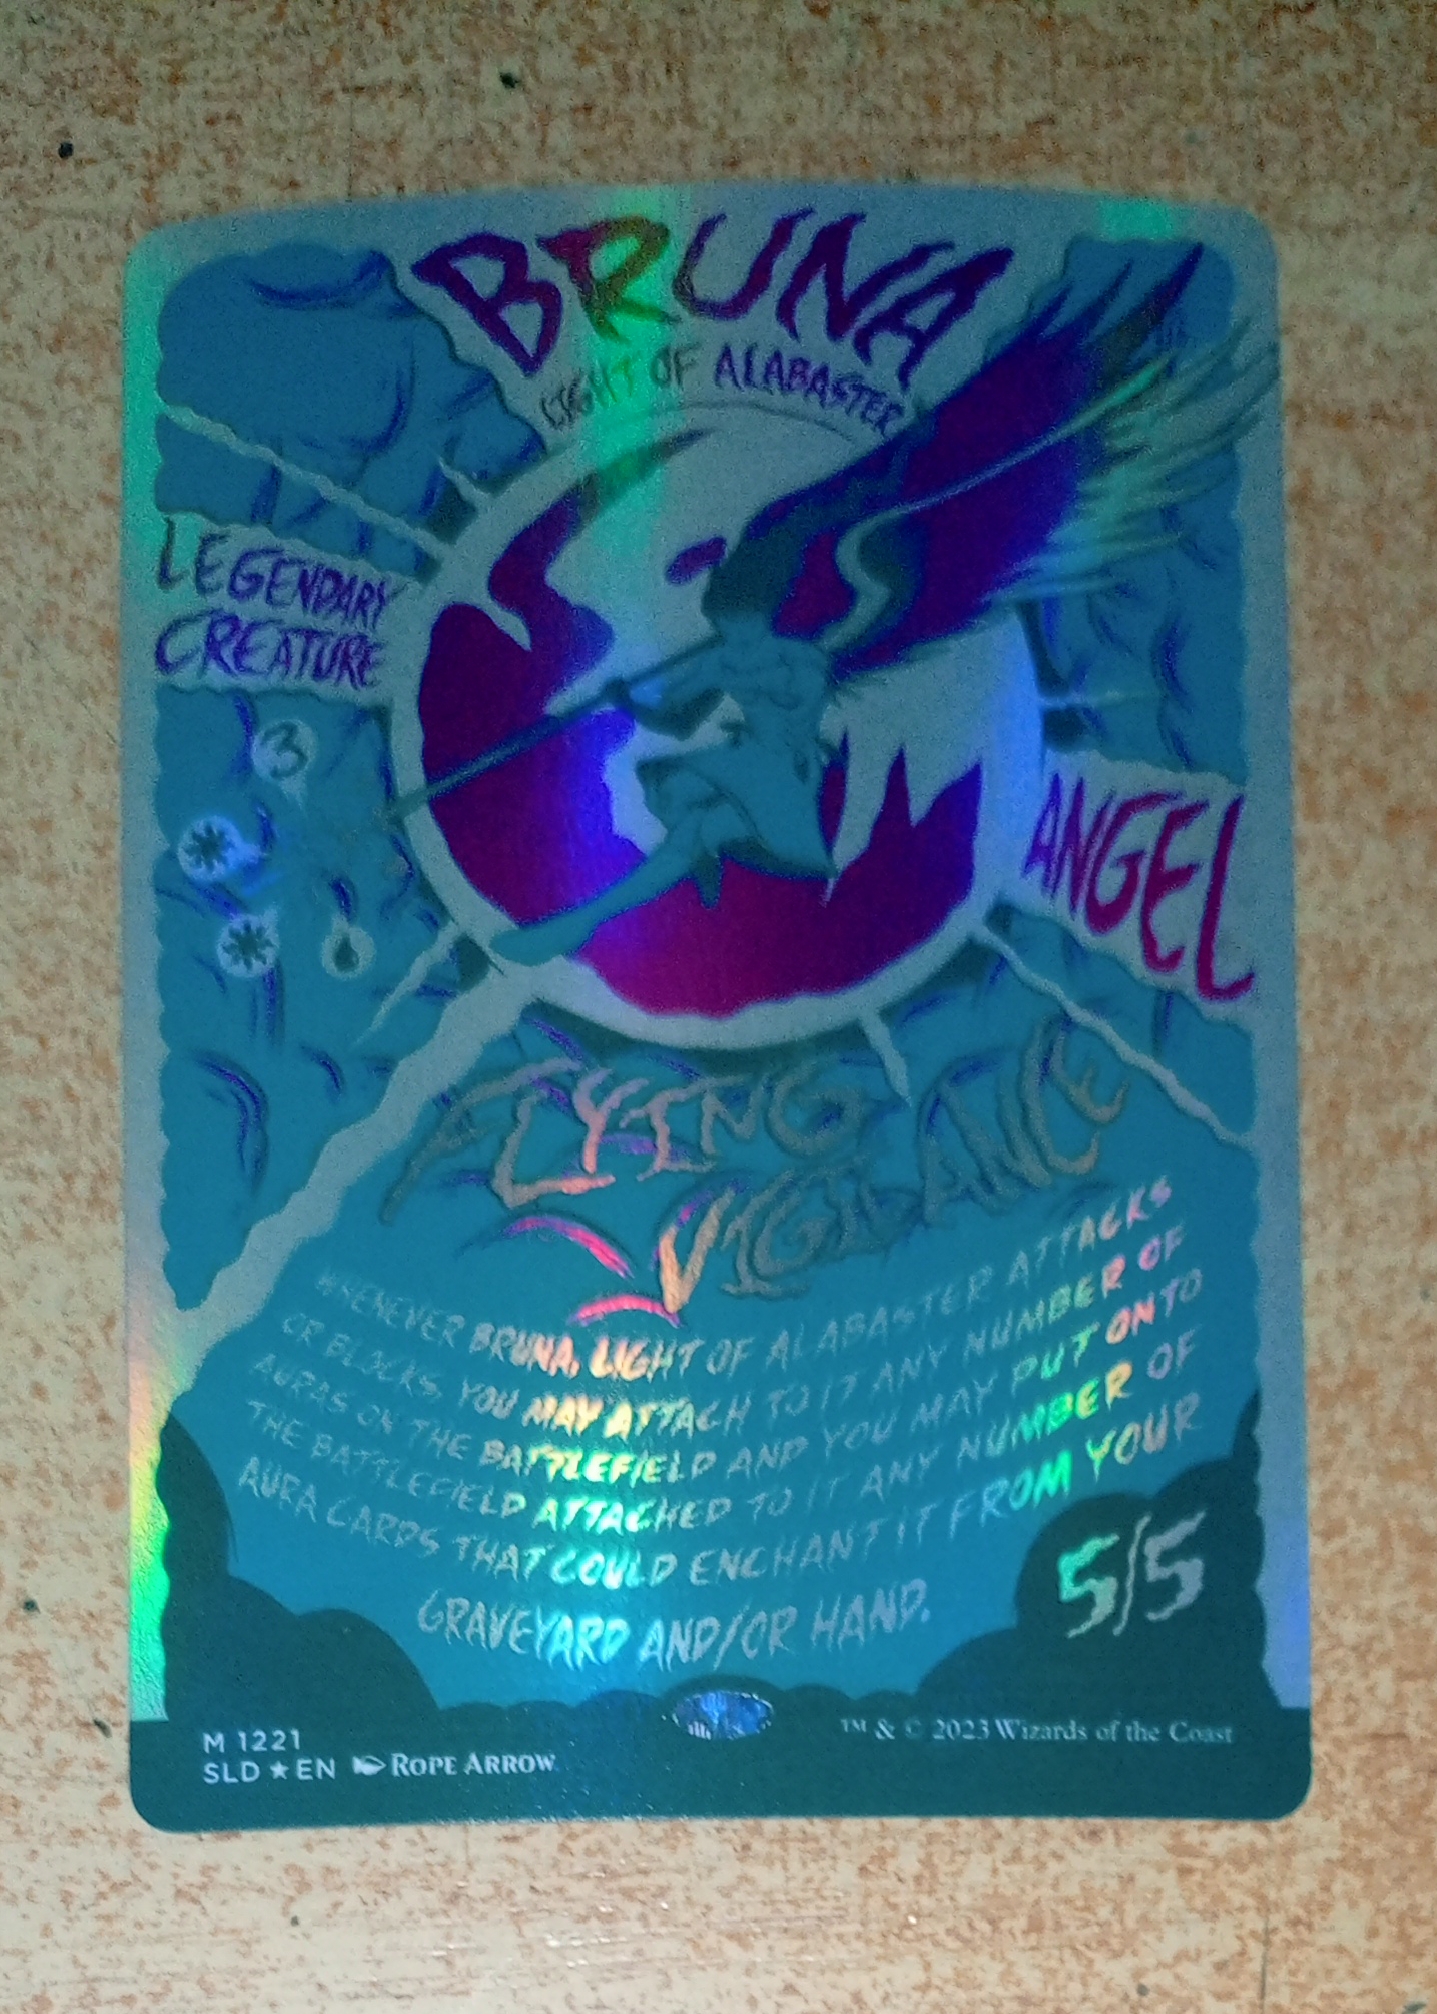 BRUNA
LIGHT OF ALABASTER
LEGENDARY
CREATURE
3
ANGEL
FLYING
VIGILANCE
WHENEVER BRUNA, LIGHT OF ALABASTER ATTACKS
OR BLOCKS, YOU MAY ATTACH TO IT ANY NUMBER OF
AURAS ON THE BATTLEFIELD AND YOU MAY PUT ONTO
THE BATTLEFIELD ATTACHED TO IT ANY NUMBER OF
AURA CARDS THAT COULD ENCHANT IT FROM YOUR
GRAVEYARD AND/OR HAND.
5/5
M 1221
SLD ★ EN ROPE ARROW
™ & © 2023 Wizards of the Coast